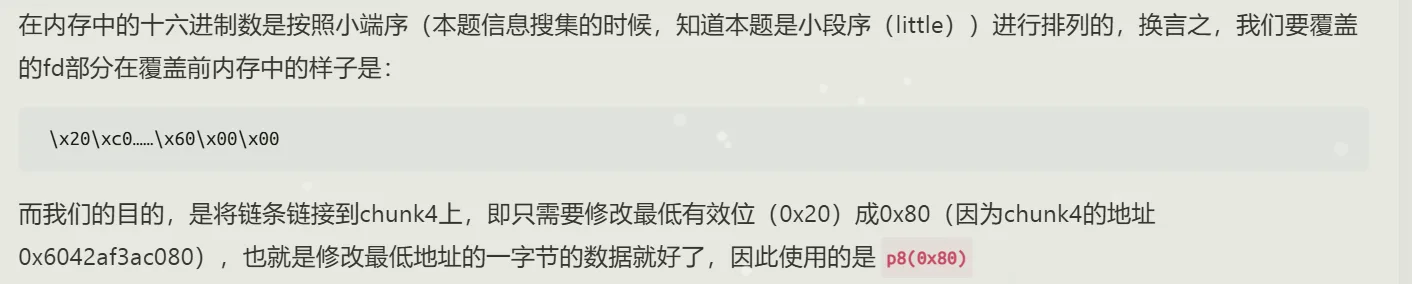 在内存中的十六进制数是按照小端序（本题信息搜集的时候，知道本题是小段序（little））进行排列的，换言之，我们要覆盖
的fd部分在覆盖前内存中的样子是：
\x20\xc0……\x60\x00\x00
而我们的目的，是将链条链接到chunk4上，即只需要修改最低有效位（0x20）成0x80（因为chunk4的地址
0x6042af3ac080），也就是修改最低地址的一字节的数据就好了，因此使用的是 p8(0x80)